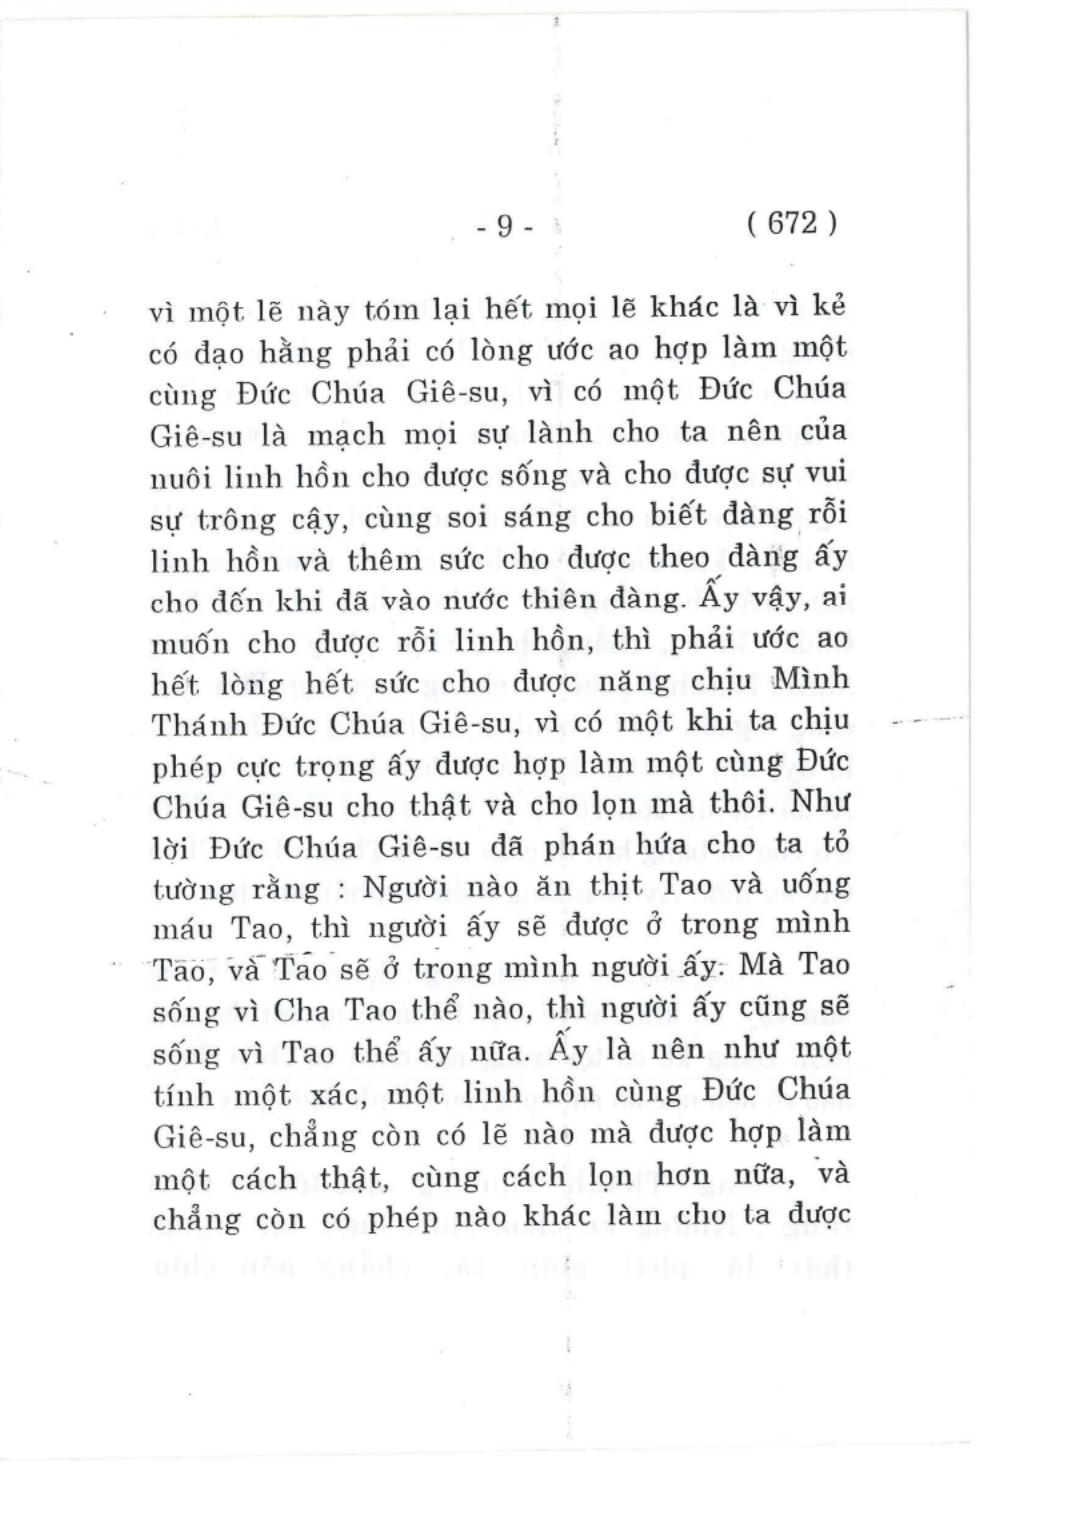 - 9 - ( 672 )
vì một lẽ này tóm lại hết mọi lẽ khác là vì kẻ
có đạo hằng phải có lòng ước ao hợp làm một
cùng Đức Chúa Giê-su, vì có một Đức Chúa
Giê-su là mạch mọi sự lành cho ta nên của
nuôi linh hồn cho được sống và cho được sự vui
sự trông cậy, cùng soi sáng cho biết đàng rỗi
linh hồn và thêm sức cho được theo đàng ấy
cho đến khi đã vào nước thiên đàng. Ấy vậy, ai
muốn cho được rỗi linh hồn, thì phải ước ao
hết lòng hết sức cho được năng chịu Mình
Thánh Đức Chúa Giê-su, vì có một khi ta chịu
phép cực trọng ấy được hợp làm một cùng Đức
Chúa Giê-su cho thật và cho lọn mà thôi. Như
lời Đức Chúa Giê-su đã phán hứa cho ta tỏ
tường rằng : Người nào ăn thịt Tao và uống
máu Tao, thì người ấy sẽ được ở trong mình
Tao, và Tao sẽ ở trong mình người ấy. Mà Tao
sống vì Cha Tao thể nào, thì người ấy cũng sẽ
sống vì Tao thể ấy nữa. Ấy là nên như một
tính một xác, một linh hồn cùng Đức Chúa
Giê-su, chẳng còn có lẽ nào mà được hợp làm
một cách thật, cùng cách lọn hơn nữa, và
chẳng còn có phép nào khác làm cho ta được